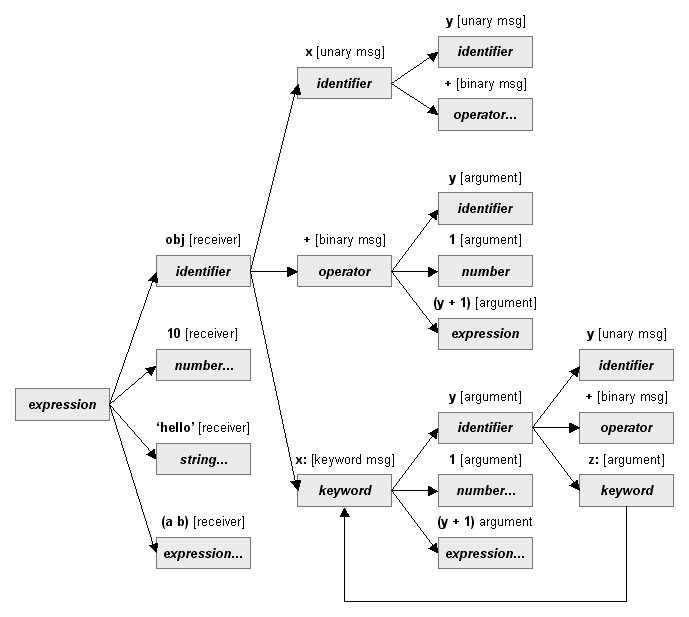 y [unary msg]
identifier
x [unary msg]
identifier
+ [binary msg]
operator...
y [argument]
identifier
obj [receiver]
identifier
+ [binary msg]
operator
1 [argument]
number
(y + 1) [argument]
expression
10 [receiver]
number...
y [unary msg]
identifier
expression
y [argument]
identifier
+ [binary msg]
operator
‘hello’ [receiver]
string...
x: [keyword msg]
keyword
1 [argument]
number...
z: [argument]
keyword
(a b) [receiver]
expression...
(y + 1) argument
expression...